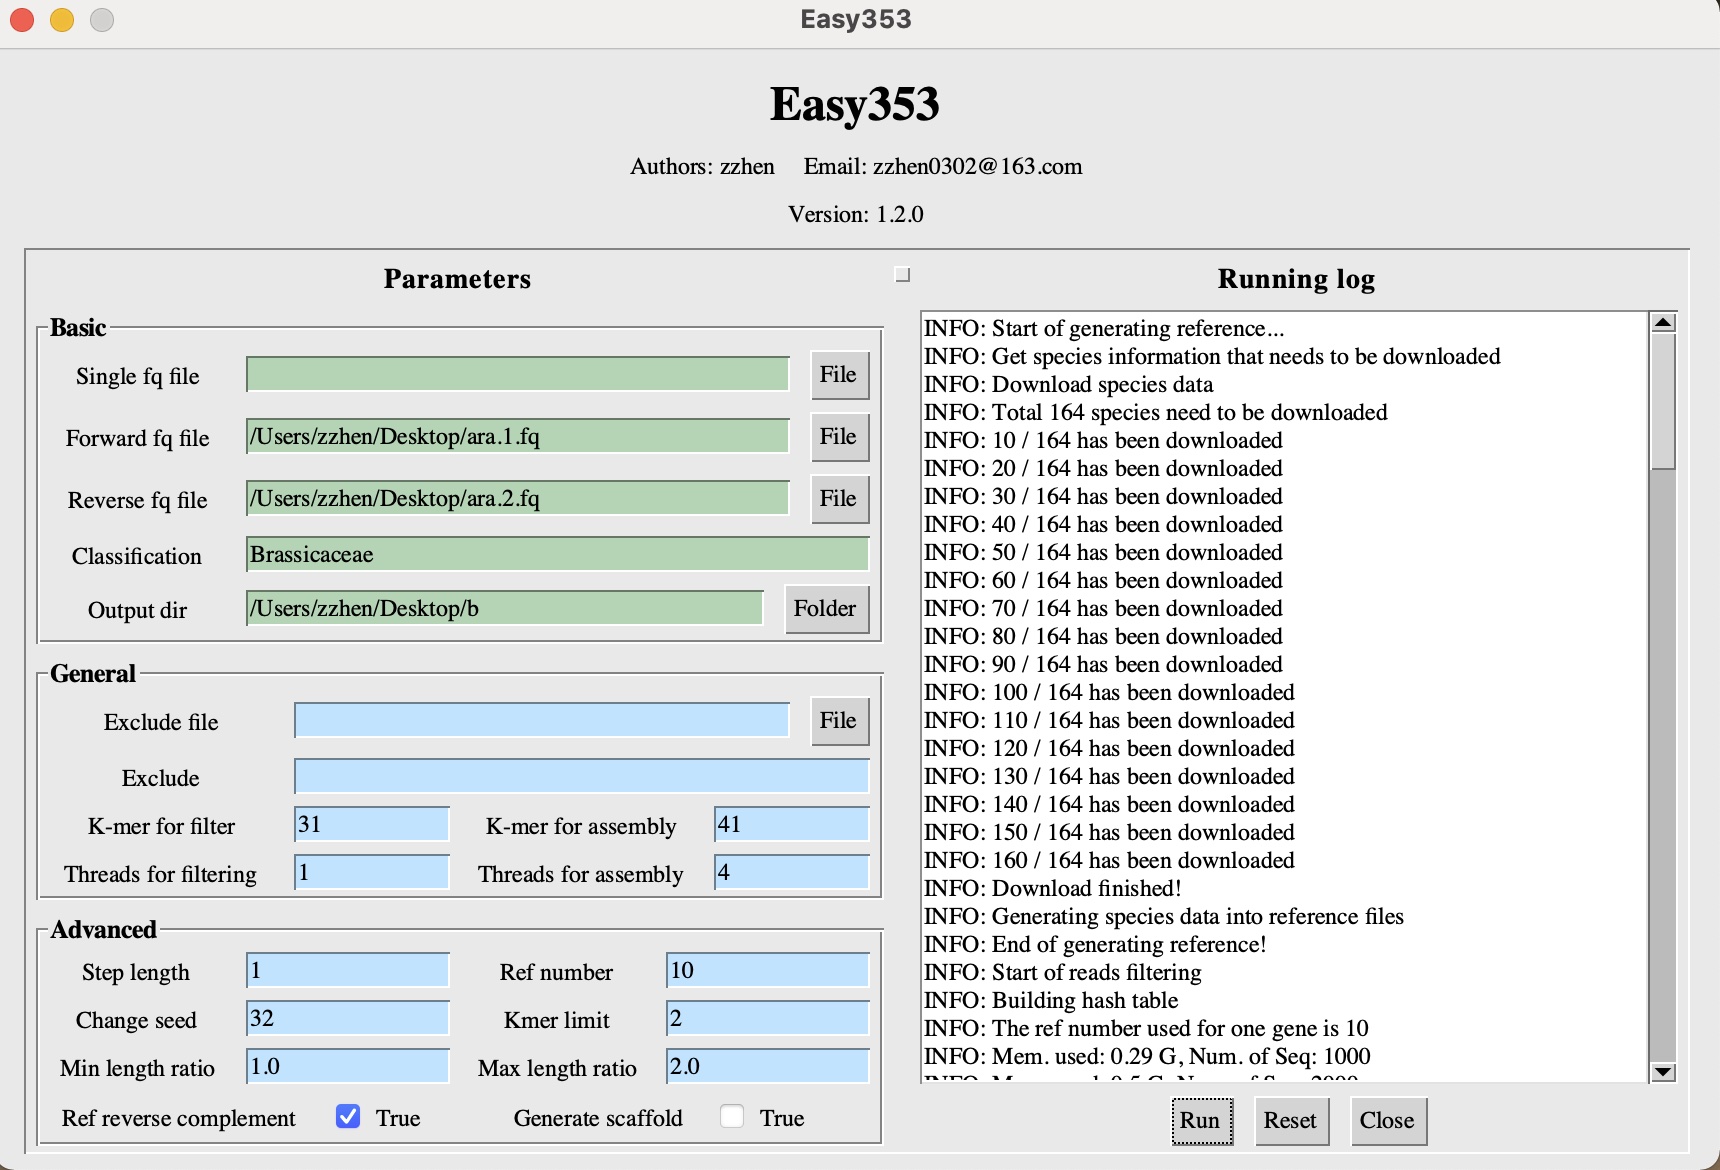 Easy353
Easy353
Authors: zzhen Email: zzhen0302@163.com
Version: 1.2.0
Parameters
Basic
Single fq file File
Forward fq file /Users/zzhen/Desktop/ara.1.fq File
Reverse fq file /Users/zzhen/Desktop/ara.2.fq File
Classification Brassicaceae
Output dir /Users/zzhen/Desktop/b Folder
General
Exclude file File
Exclude
K-mer for filter 31 K-mer for assembly 41
Threads for filtering 1 Threads for assembly 4
Advanced
Step length 1 Ref number 10
Change seed 32 Kmer limit 2
Min length ratio 1.0 Max length ratio 2.0
Ref reverse complement True Generate scaffold True
Running log
INFO: Start of generating reference...
INFO: Get species information that needs to be downloaded
INFO: Download species data
INFO: Total 164 species need to be downloaded
INFO: 10 / 164 has been downloaded
INFO: 20 / 164 has been downloaded
INFO: 30 / 164 has been downloaded
INFO: 40 / 164 has been downloaded
INFO: 50 / 164 has been downloaded
INFO: 60 / 164 has been downloaded
INFO: 70 / 164 has been downloaded
INFO: 80 / 164 has been downloaded
INFO: 90 / 164 has been downloaded
INFO: 100 / 164 has been downloaded
INFO: 110 / 164 has been downloaded
INFO: 120 / 164 has been downloaded
INFO: 130 / 164 has been downloaded
INFO: 140 / 164 has been downloaded
INFO: 150 / 164 has been downloaded
INFO: 160 / 164 has been downloaded
INFO: Download finished!
INFO: Generating species data into reference files
INFO: End of generating reference!
INFO: Start of reads filtering
INFO: Building hash table
INFO: The ref number used for one gene is 10
INFO: Mem. used: 0.29 G, Num. of Seq: 1000
Run Reset Close